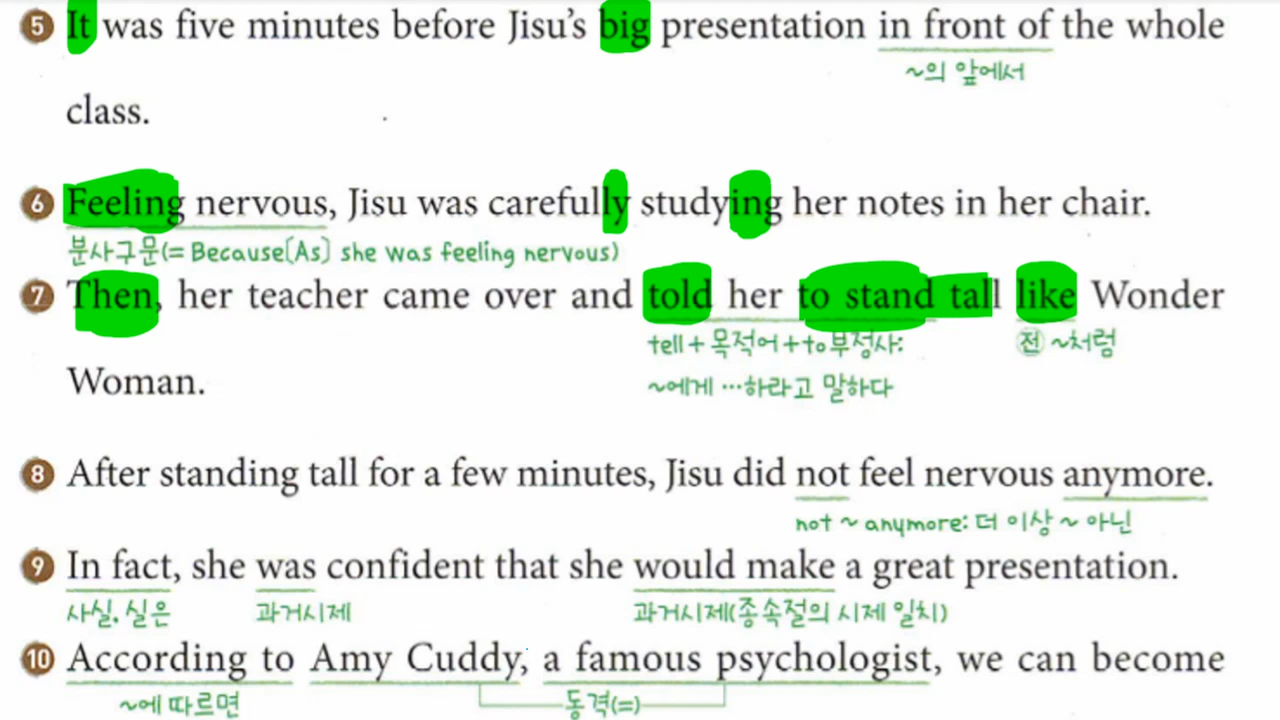 5 It was five minutes before Jisu's big presentation in front of the whole
~의 앞에서
class.
6 Feeling nervous, Jisu was carefully studying her notes in her chair.
분사구문(= Because[As] she was feeling nervous)
7 Then, her teacher came over and told her to stand tall like Wonder
tell + 목적어 + to부정사: 전 ~처럼
Woman. ~에게 …하라고 말하다
8 After standing tall for a few minutes, Jisu did not feel nervous anymore.
not ~ anymore: 더 이상 ~ 아닌
9 In fact, she was confident that she would make a great presentation.
사실, 실은 과거시제 과거시제(종속절의 시제 일치)
10 According to Amy Cuddy, a famous psychologist, we can become
~에 따르면 동격(=)